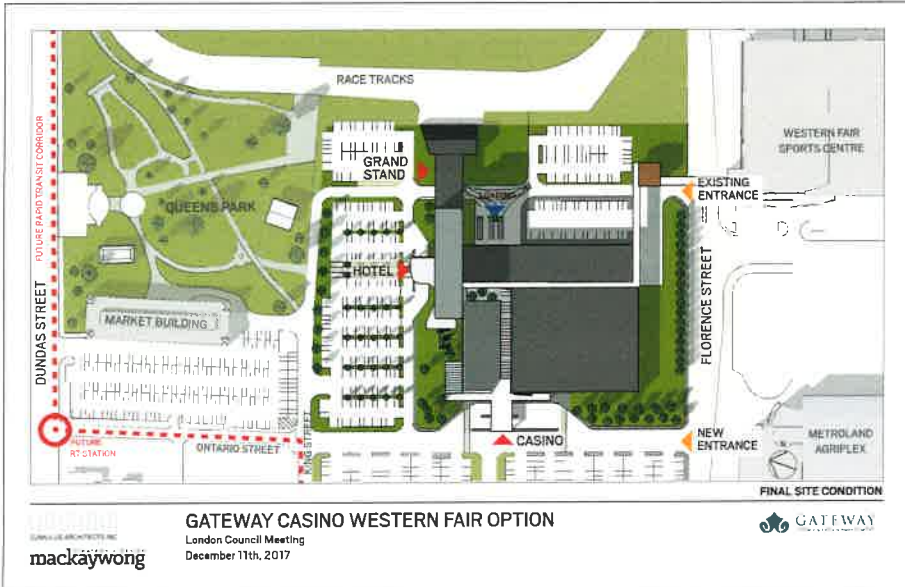 RACE TRACKS
GRAND
STAND
WESTERN FAIR
SPORTS CENTRE
EXISTING
ENTRANCE
QUEENS PARK
HOTEL
MARKET BUILDING
DUNDAS STREET
FUTURE RAPID TRANSIT CORRIDOR
FLORENCE STREET
FUTURE
RT STATION
ONTARIO STREET
KING STREET
CASINO
NEW
ENTRANCE
METROLAND
AGRIPLEX
FINAL SITE CONDITION
GATEWAY CASINO WESTERN FAIR OPTION
London Council Meeting
December 11th, 2017
mackaywong
GATEWAY